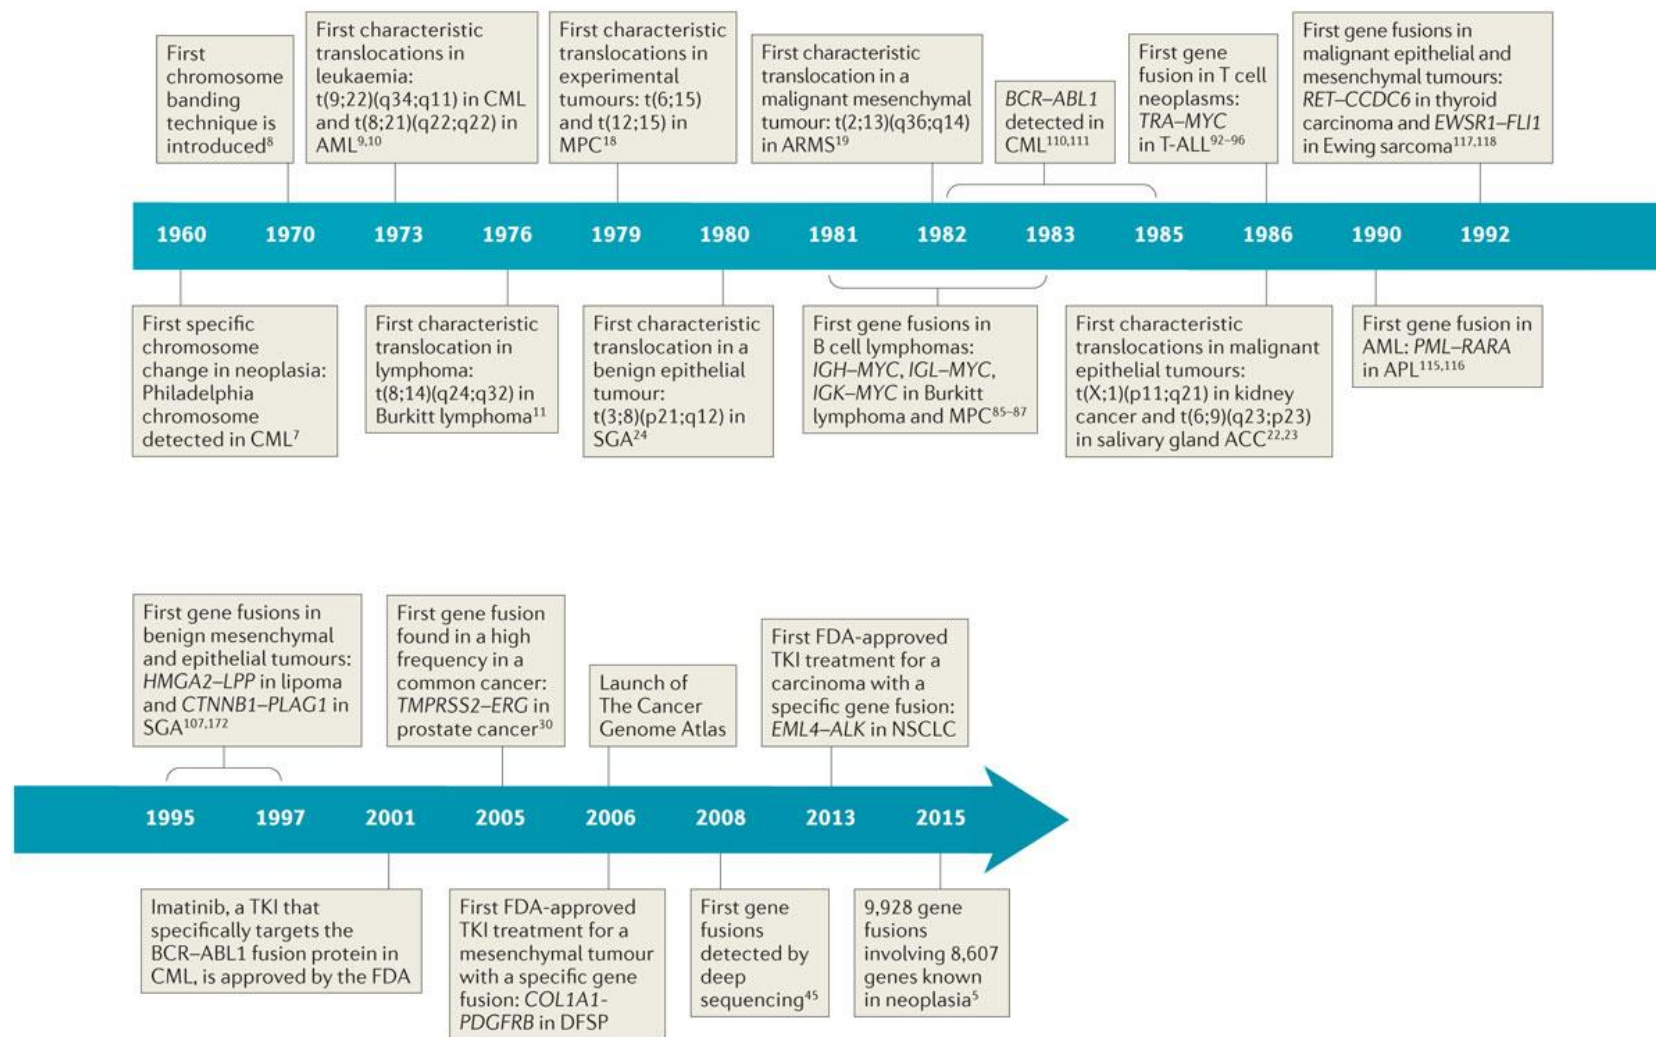 First
chromosome
banding
technique is
introduced8
First characteristic
translocations in
leukaemia:
t(9;22)(q34;q11) in CML
and t(8;21)(q22;q22) in
AML9,10
First characteristic
translocations in
experimental
tumours: t(6;15)
and t(12;15) in
MPC18
First characteristic
translocation in a
malignant mesenchymal
tumour: t(2;13)(q36;q14)
in ARMS19
BCR–ABL1
detected in
CML110,111
First gene
fusion in T cell
neoplasms:
TRA–MYC
in T-ALL92–96
First gene fusions in
malignant epithelial and
mesenchymal tumours:
RET–CCDC6 in thyroid
carcinoma and EWSR1–FLI1
in Ewing sarcoma117,118
1960 1970 1973 1976 1979 1980 1981 1982 1983 1985 1986 1990 1992
First specific
chromosome
change in neoplasia:
Philadelphia
chromosome
detected in CML7
First characteristic
translocation in
lymphoma:
t(8;14)(q24;q32) in
Burkitt lymphoma11
First characteristic
translocation in a
benign epithelial
tumour:
t(3;8)(p21;q12) in
SGA24
First gene fusions in
B cell lymphomas:
IGH–MYC, IGL–MYC,
IGK–MYC in Burkitt
lymphoma and MPC85–87
First characteristic
translocations in malignant
epithelial tumours:
t(X;1)(p11;q21) in kidney
cancer and t(6;9)(q23;p23)
in salivary gland ACC22,23
First gene fusion in
AML: PML–RARA
in APL115,116
First gene fusions in
benign mesenchymal
and epithelial tumours:
HMGA2–LPP in lipoma
and CTNNB1–PLAG1 in
SGA107,172
First gene fusion
found in a high
frequency in a
common cancer:
TMPRSS2–ERG in
prostate cancer30
Launch of
The Cancer
Genome Atlas
First FDA-approved
TKI treatment for a
carcinoma with a
specific gene fusion:
EML4–ALK in NSCLC
1995 1997 2001 2005 2006 2008 2013 2015
Imatinib, a TKI that
specifically targets the
BCR–ABL1 fusion protein in
CML, is approved by the FDA
First FDA-approved
TKI treatment for a
mesenchymal tumour
with a specific gene
fusion: COL1A1-
PDGFRB in DFSP
First gene
fusions
detected by
deep
sequencing45
9,928 gene
fusions
involving 8,607
genes known
in neoplasia5